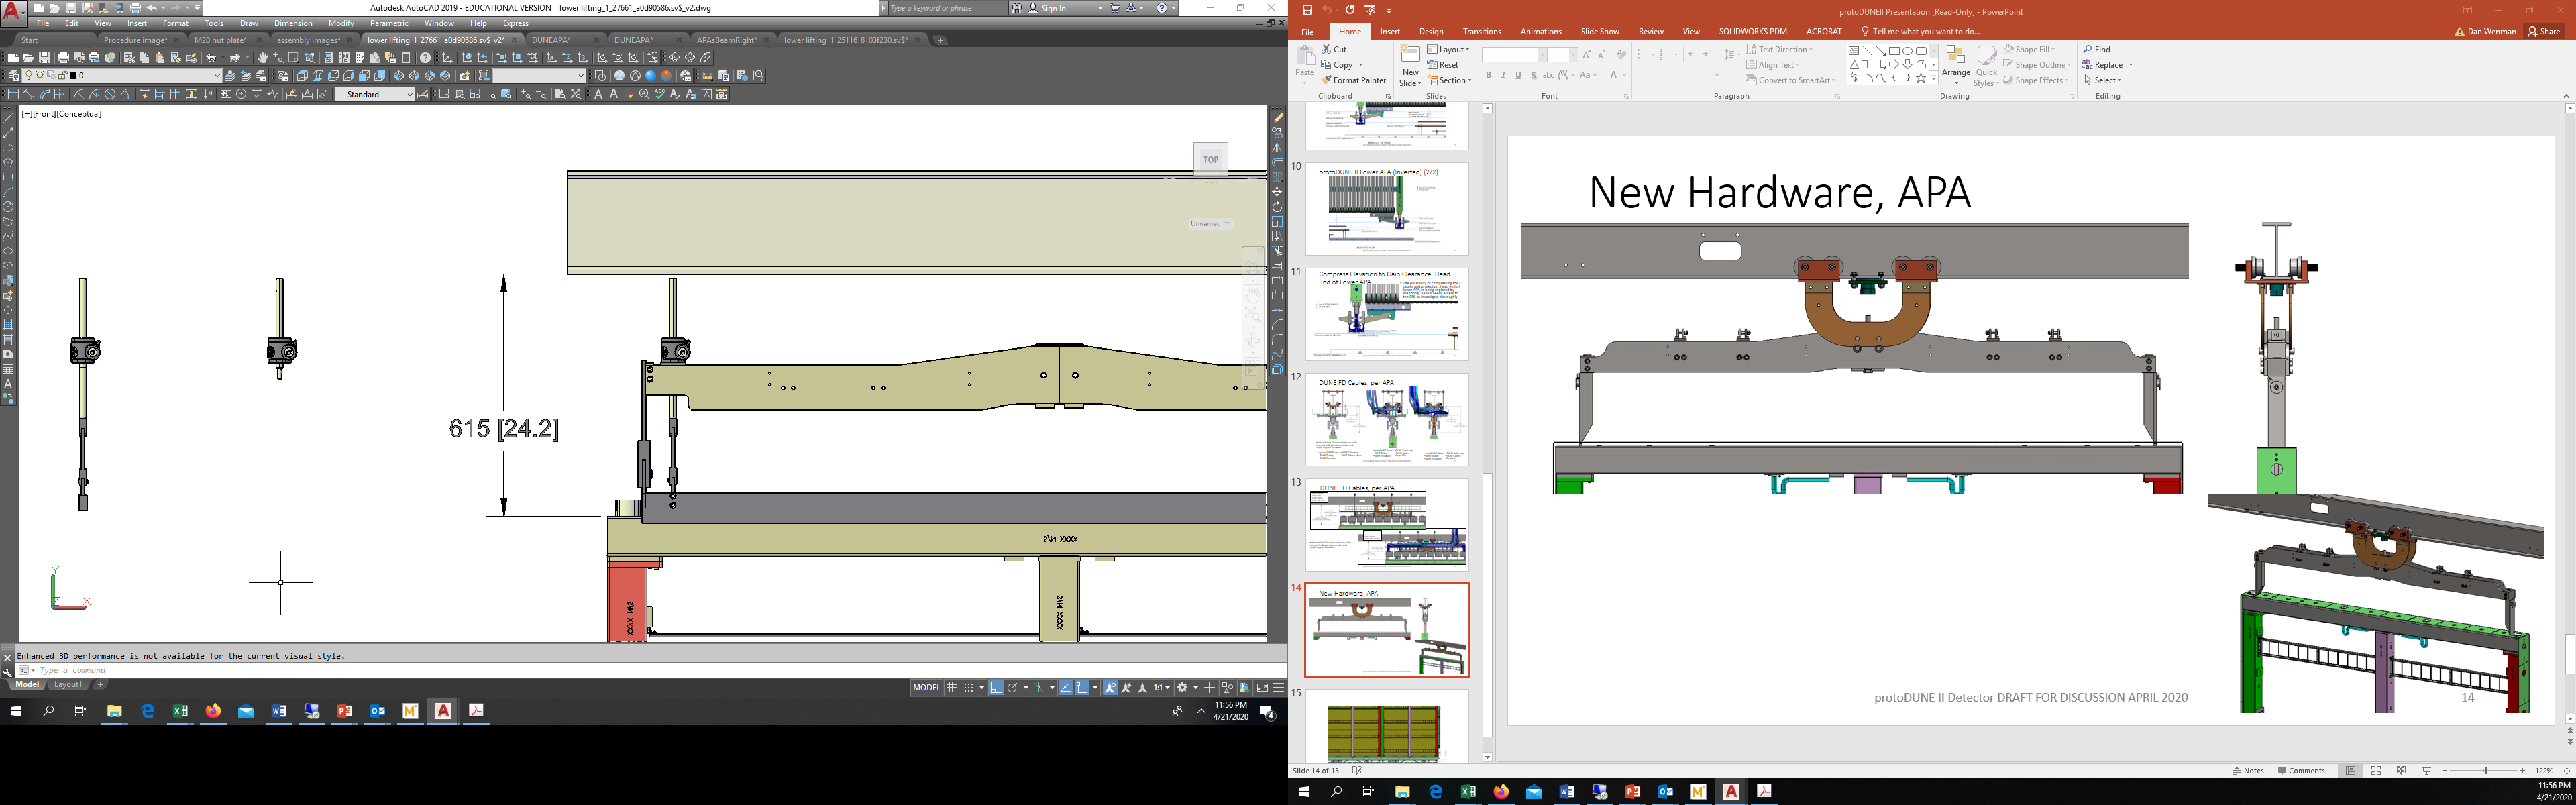 Autodesk AutoCAD 2019 - EDUCATIONAL VERSION lower lifting_1_27661_a0d90586.sv$_v2.dwg
Type a keyword or phrase
Sign In
File Edit View Insert Format Tools Draw Dimension Modify Parametric Window Help Express
Start Procedure image* M20 nut plate* assembly images* lower lifting_1_27661_a0d90586.sv$_v2* DUNEAPA* DUNEAPA* APAsBeamRight* lower lifting_1_25116_8103f230.sv$*
0
Standard
[−][Front][Conceptual]
TOP
Unnamed
615 [24.2]
S/N XXXX
S/N XXXX
S/N XXXX
Y
X
Enhanced 3D performance is not available for the current visual style.
Type a command
Model Layout1
MODEL 1:1
11:56 PM
4/21/2020
4
protoDUNEII Presentation [Read-Only] - PowerPoint
File Home Insert Design Transitions Animations Slide Show Review View SOLIDWORKS PDM ACROBAT Tell me what you want to do...
Dan Wenman Share
Paste
Cut
Copy
Format Painter
Clipboard
New
Slide
Layout
Reset
Section
Slides
Font
Text Direction
Align Text
Convert to SmartArt
Paragraph
Arrange
Quick
Styles
Shape Fill
Shape Outline
Shape Effects
Drawing
Find
Replace
Select
Editing
10
protoDUNE II Lower APA (Inverted) (2/2)
11
Compress Elevation to Gain Clearance, Head
End of Lower APA
12
DUNE FD Cables, per APA
13
DUNE FD Cables, per APA
14
New Hardware, APA
15
New Hardware, APA
protoDUNE II Detector DRAFT FOR DISCUSSION APRIL 2020
14
Slide 14 of 15
Notes Comments 122%
11:56 PM
4/21/2020